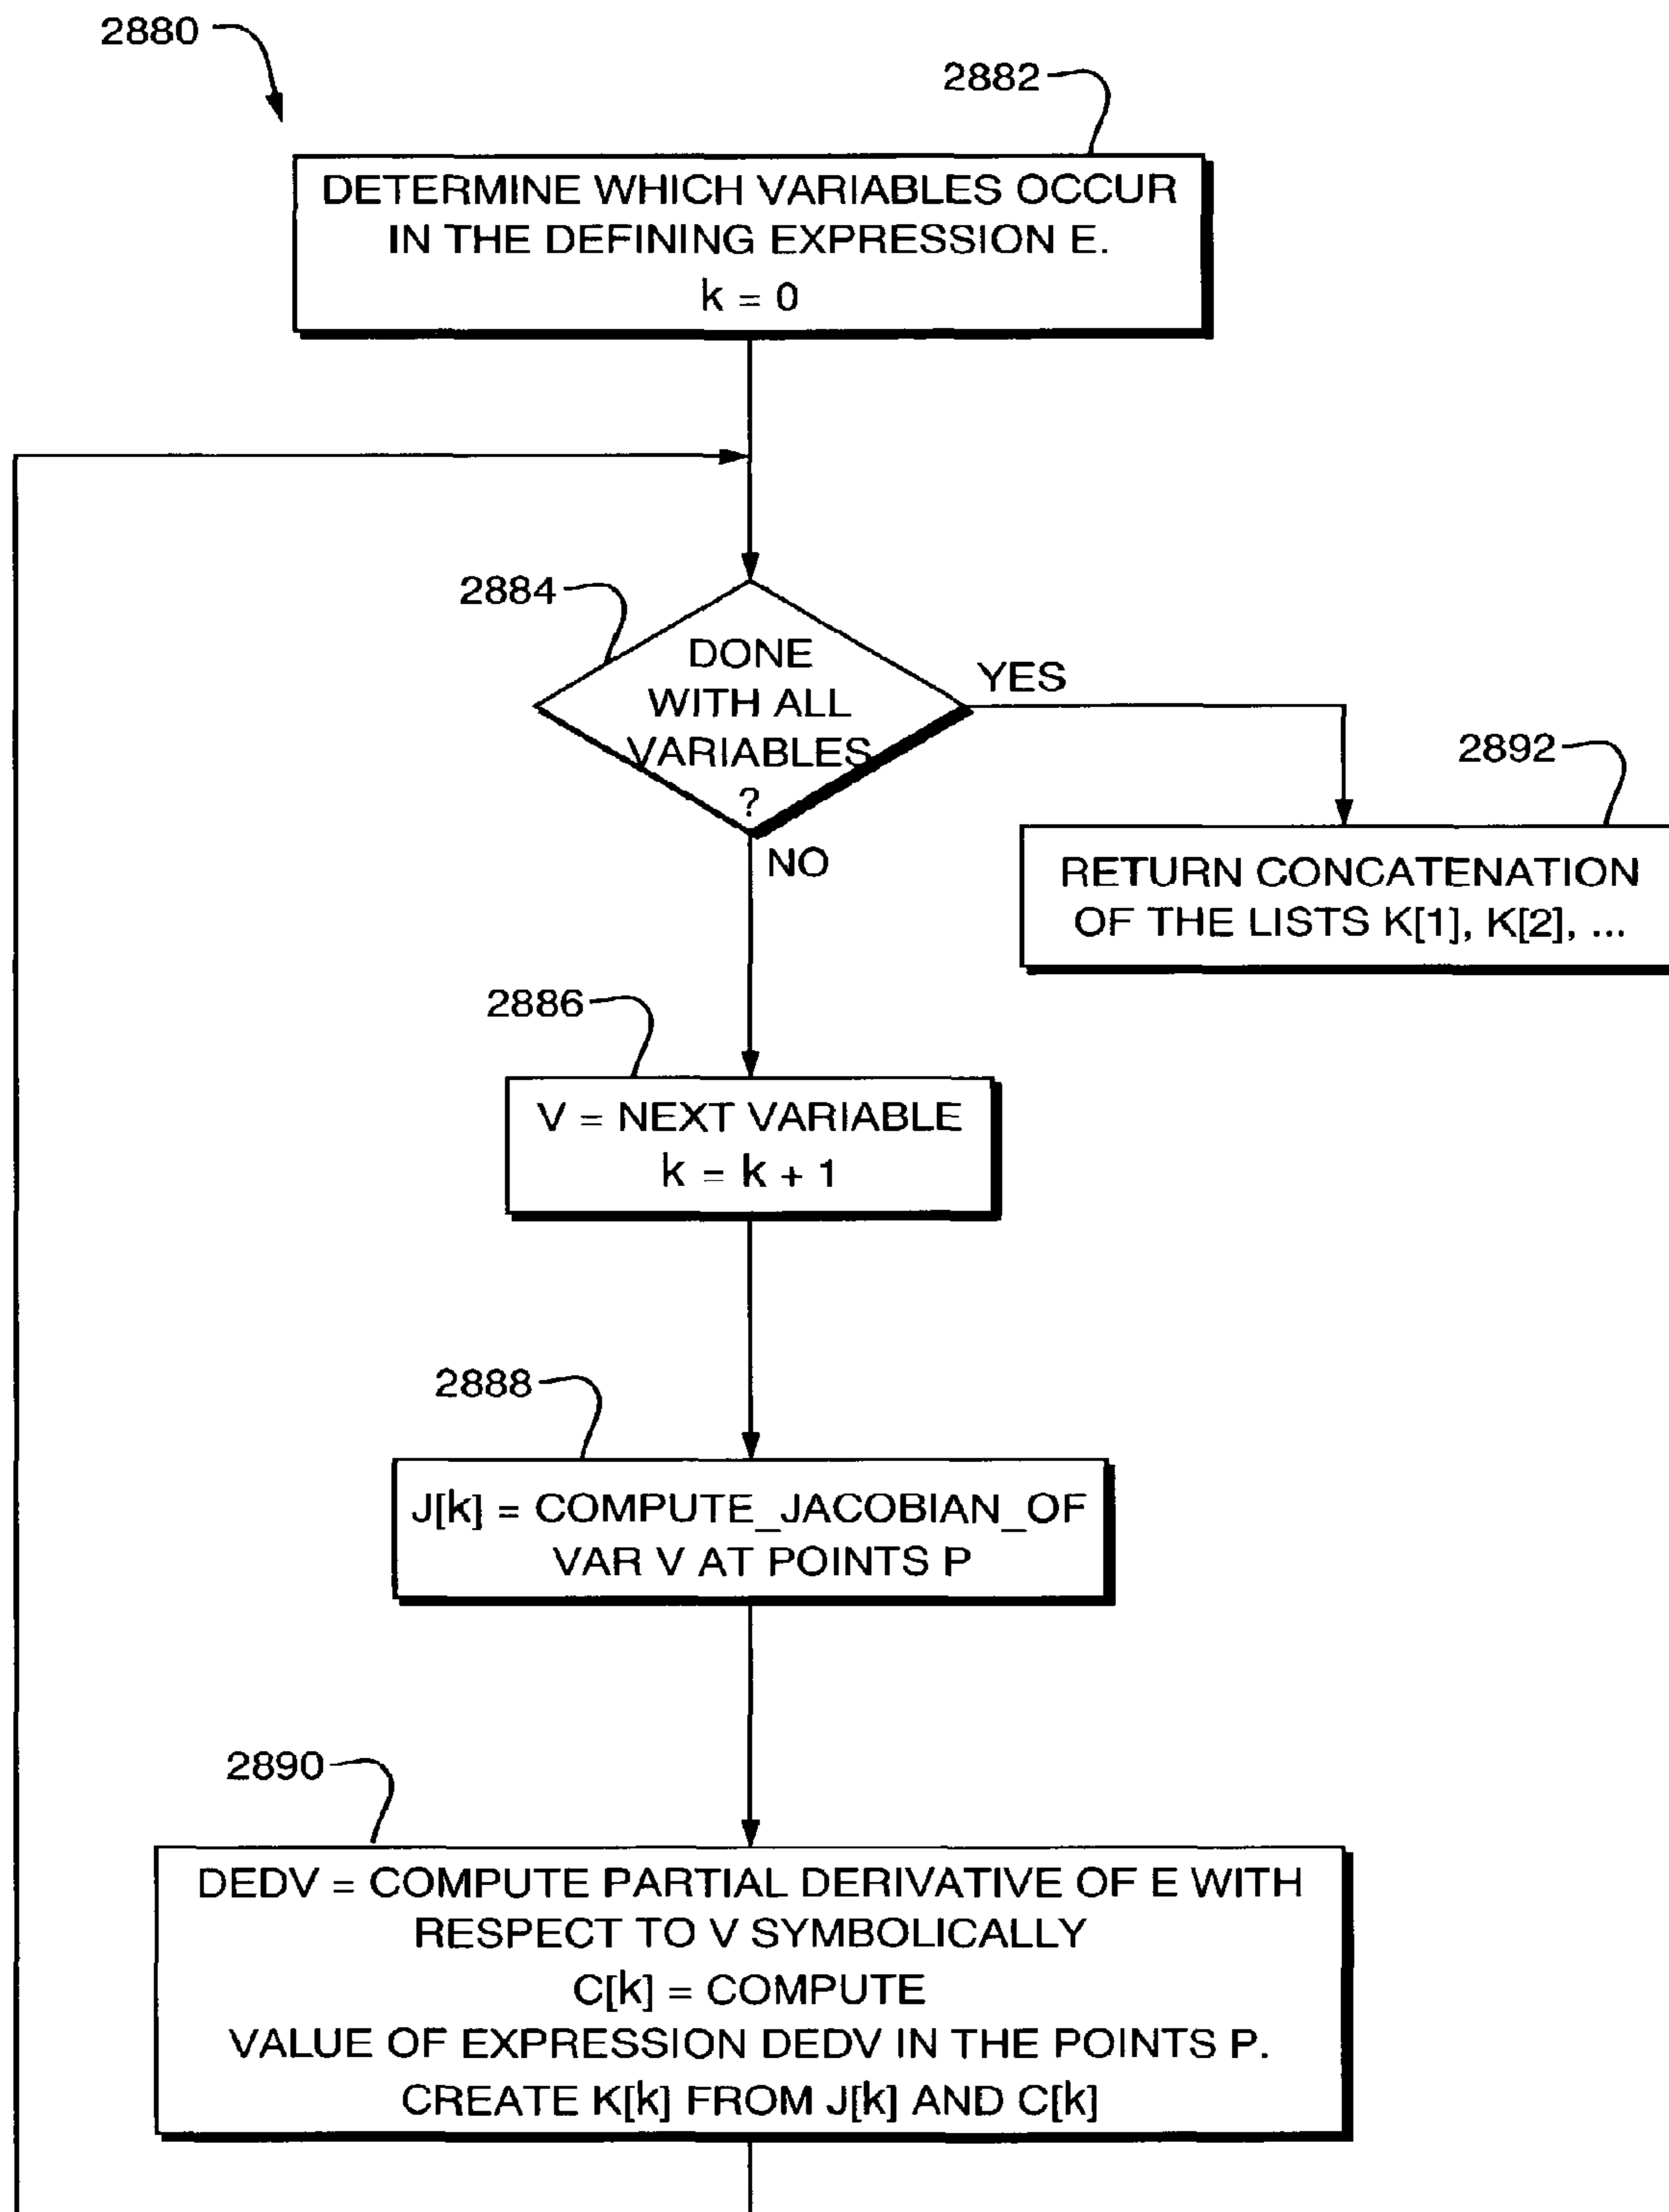 2880
2882
DETERMINE WHICH VARIABLES OCCUR
IN THE DEFINING EXPRESSION E.
k = 0
2884
DONE
WITH ALL
VARIABLES
?
YES
NO
2892
RETURN CONCATENATION
OF THE LISTS K[1], K[2], ...
2886
V = NEXT VARIABLE
k = k + 1
2888
J[k] = COMPUTE_JACOBIAN_OF
VAR V AT POINTS P
2890
DEDV = COMPUTE PARTIAL DERIVATIVE OF E WITH
RESPECT TO V SYMBOLICALLY
C[k] = COMPUTE
VALUE OF EXPRESSION DEDV IN THE POINTS P.
CREATE K[k] FROM J[k] AND C[k]